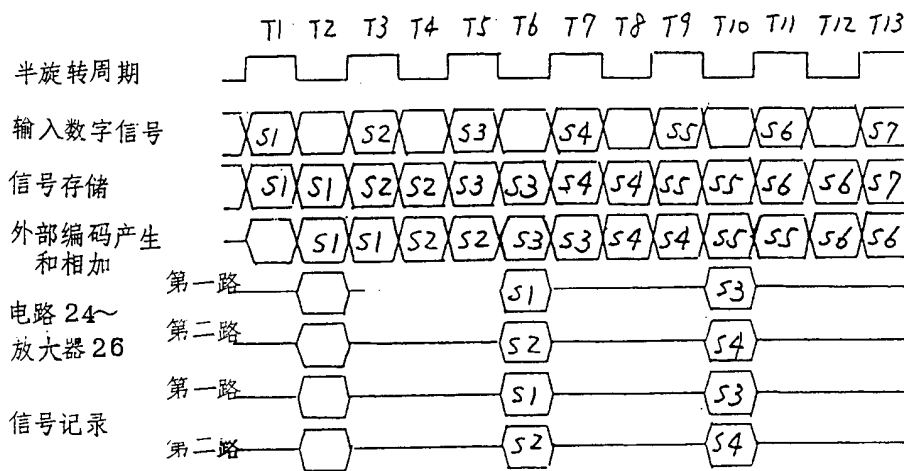 T1 T2 T3 T4 T5 T6 T7 T8 T9 T10 T11 T12 T13
半旋转周期
输入数字信号 S1 S2 S3 S4 S5 S6 S7
信号存储 S1 S1 S2 S2 S3 S3 S4 S4 S5 S5 S6 S6 S7
外部编码产生 S1 S1 S2 S2 S3 S3 S4 S4 S5 S5 S6 S6
和相加
第一路 S1 S3
电路 24～
第二路 S2 S4
放大器 26
第一路 S1 S3
信号记录
第二路 S2 S4